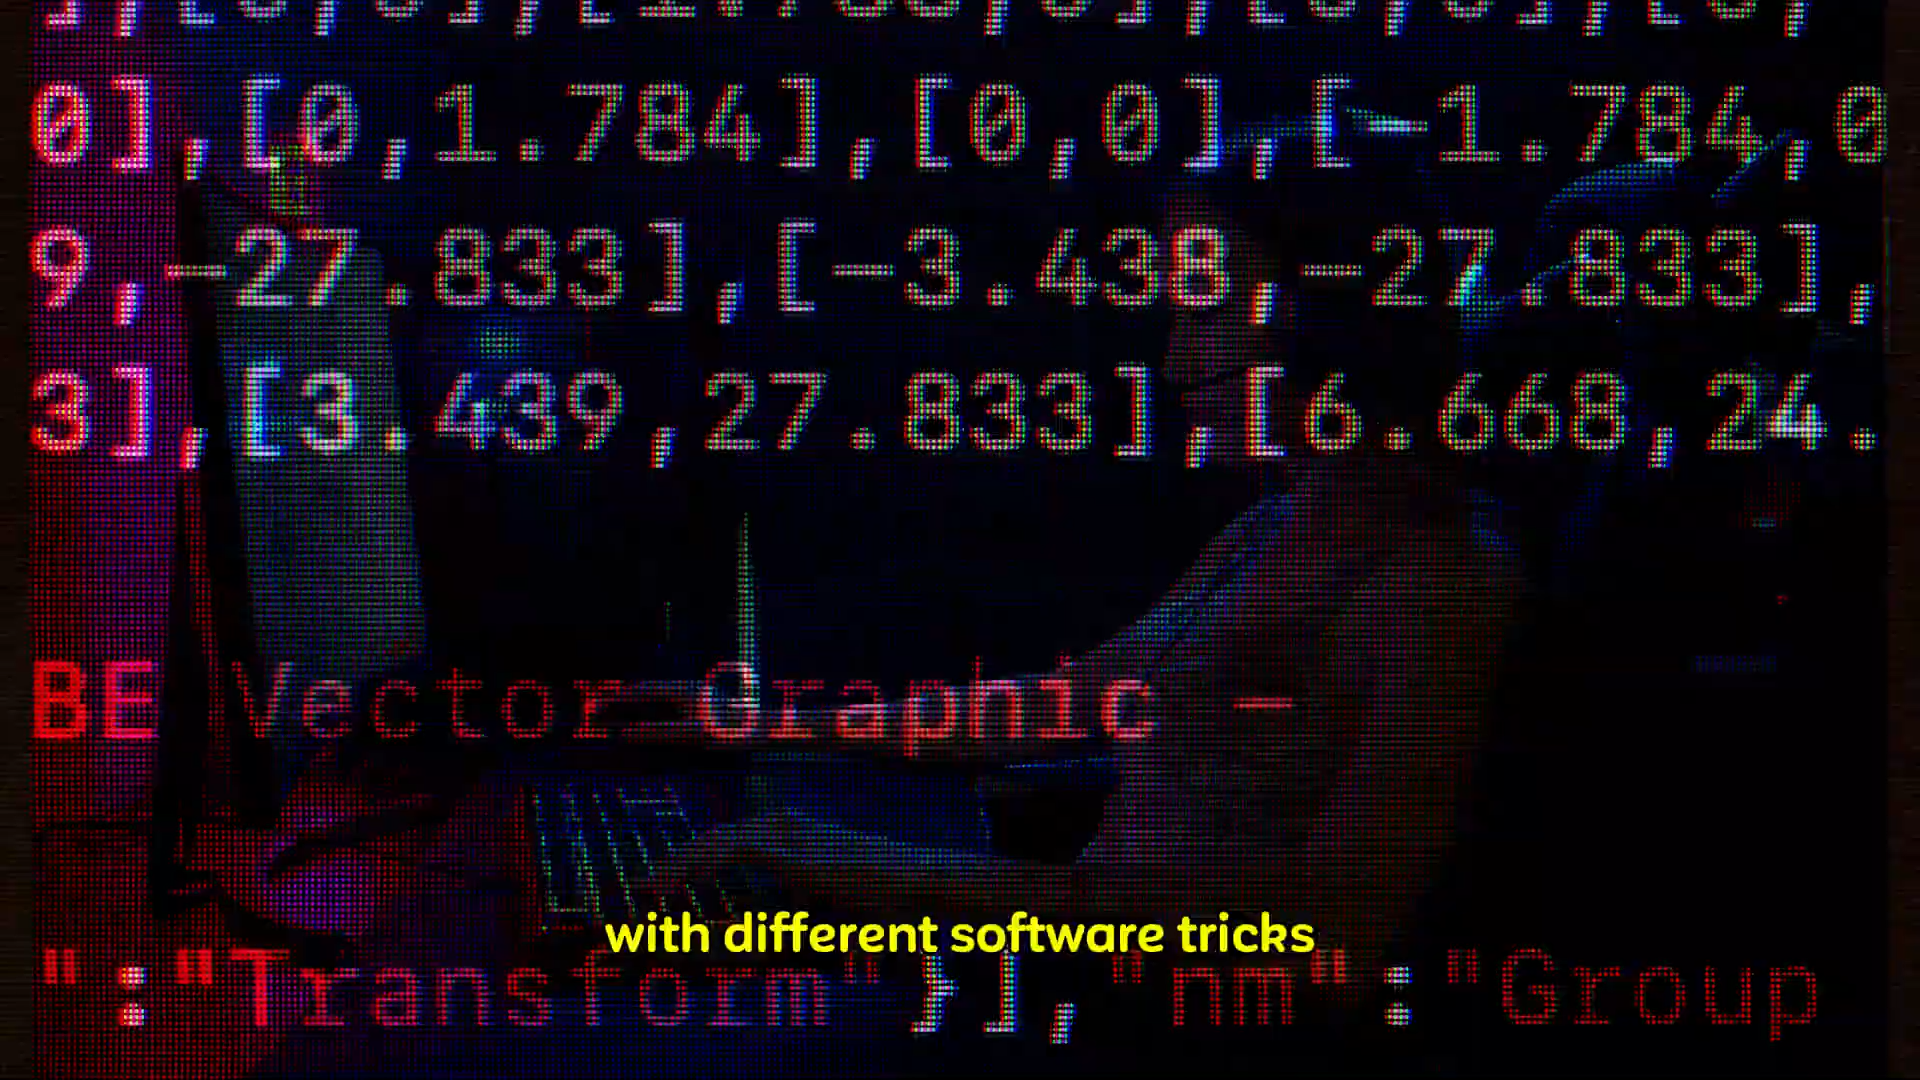 0],[0,1.784],[0,0],[-1.784,0
9,-27.833],[-3.438,-27.833],
3],[3.439,27.833],[6.668,24.
BE Vector Graphic -
with different software tricks
":"Transform"}],"nm":"Group